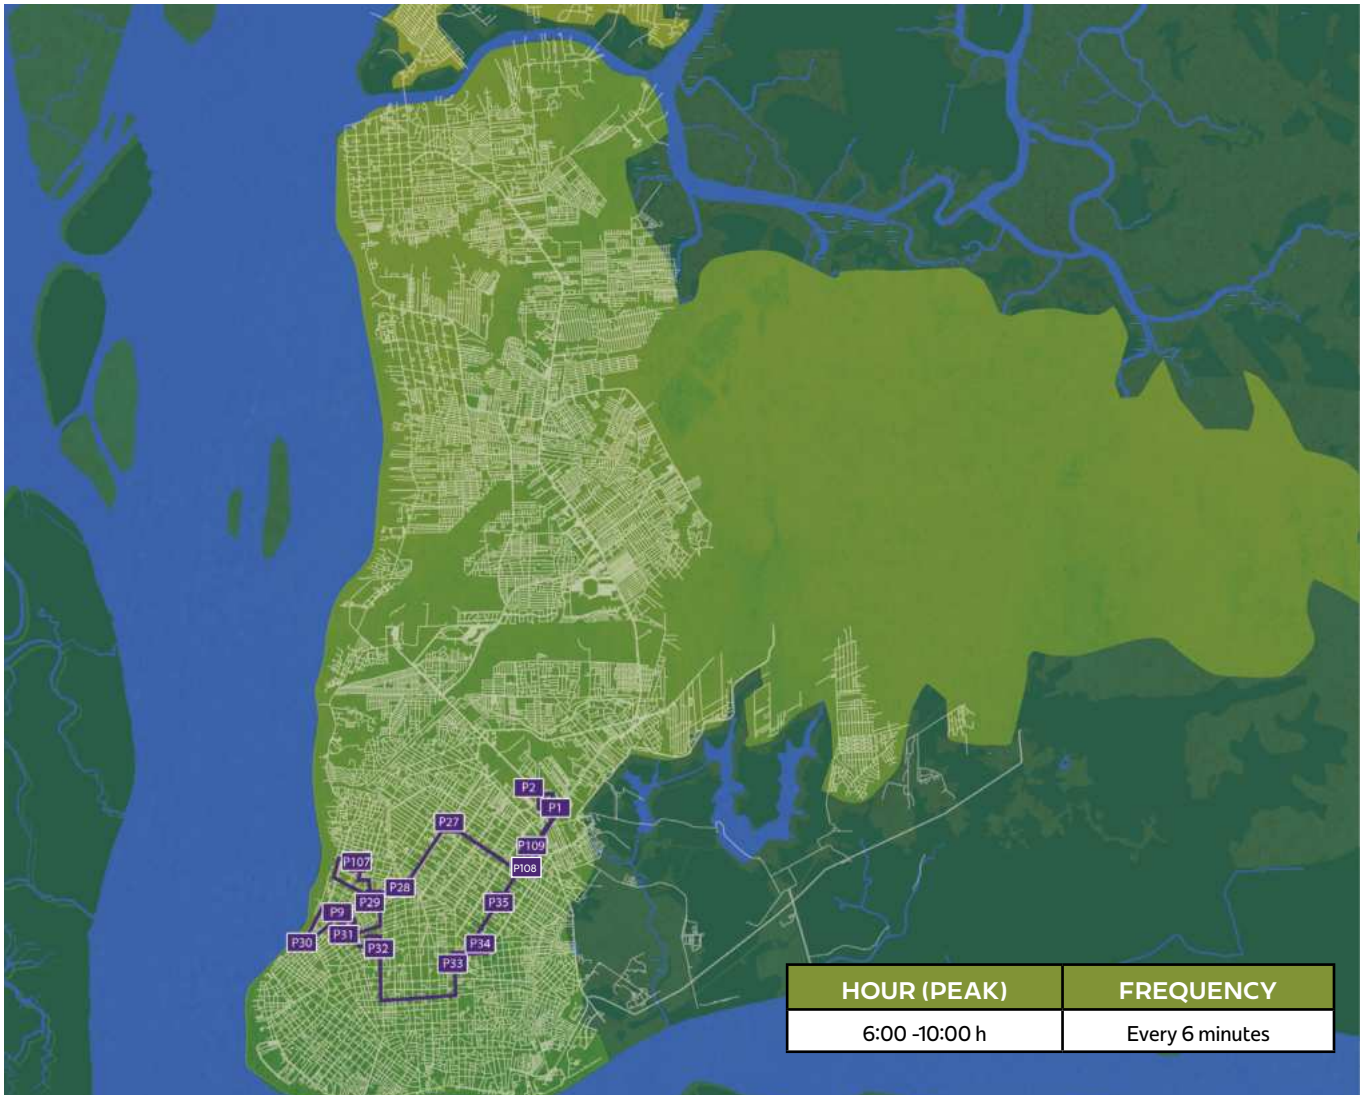 P2
P1
P27
P109
P107
P108
P28
P29
P35
P9
P31
P30
P34
P32
P33
HOUR (PEAK) FREQUENCY
6:00 -10:00 h Every 6 minutes